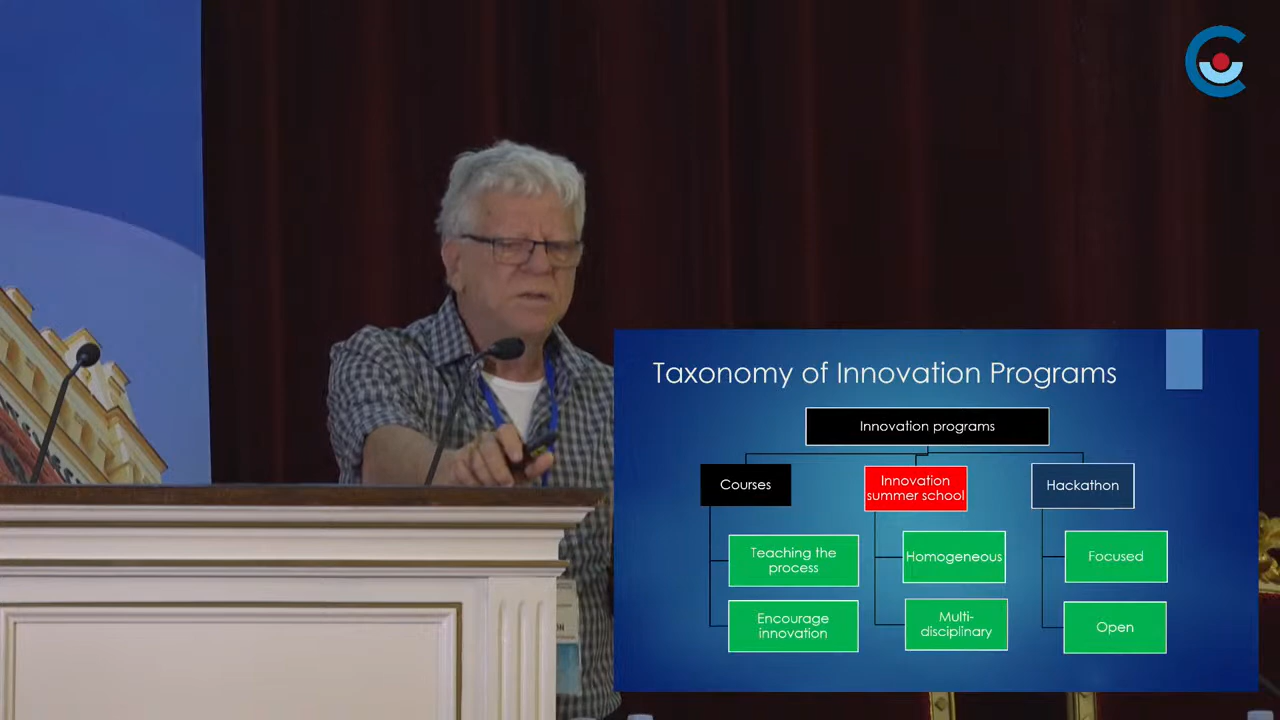 Taxonomy of Innovation Programs
Innovation programs
Courses
Innovation
summer school
Hackathon
Teaching the
process
Homogeneous
Focused
Encourage
innovation
Multi-
disciplinary
Open